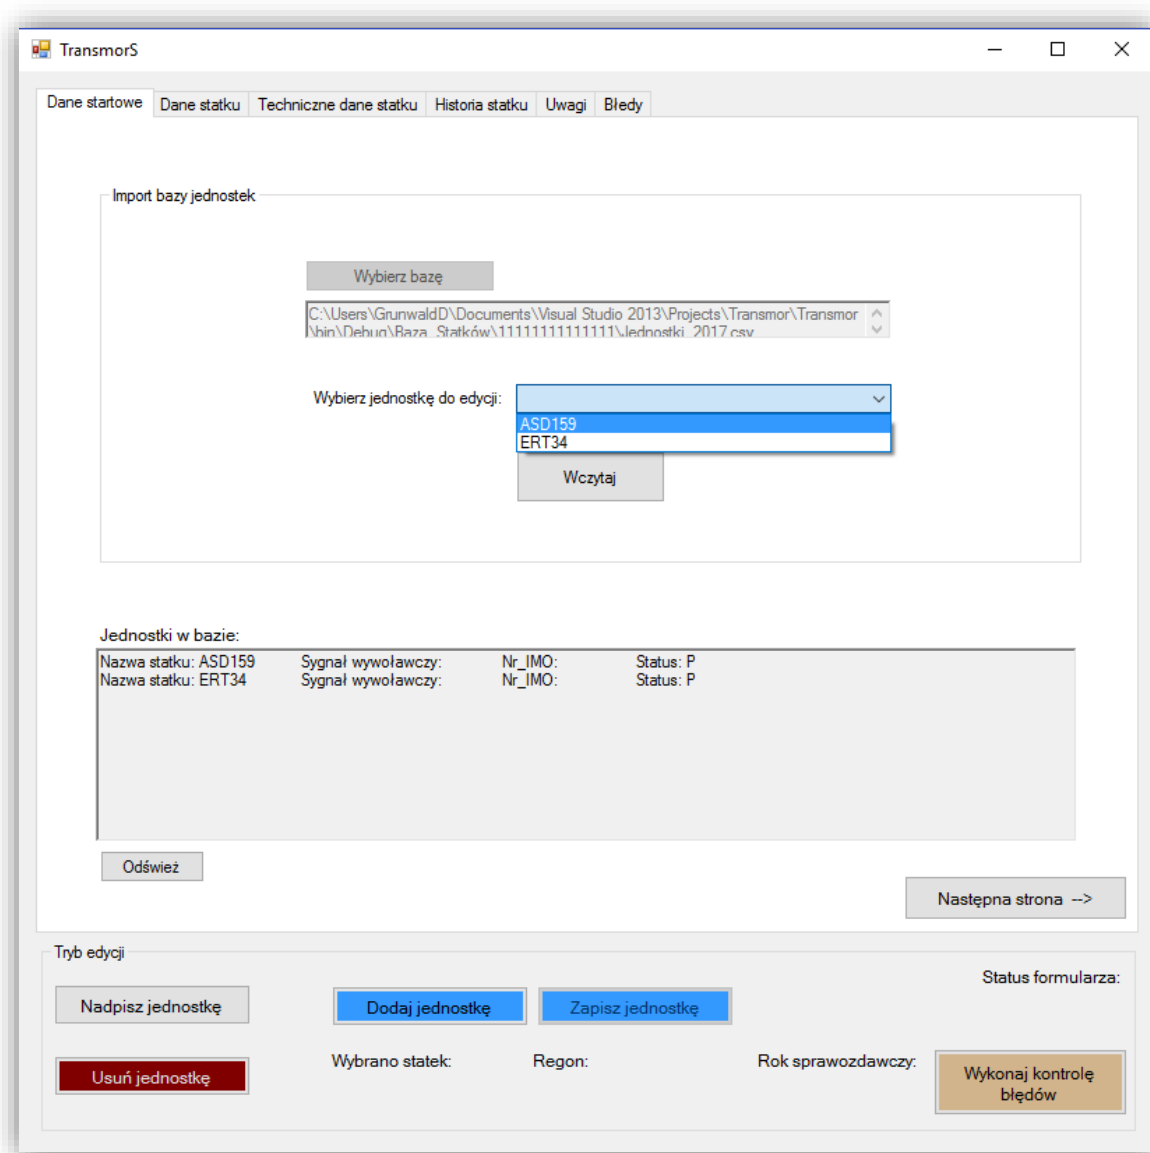 TransmorS
Dane startowe Dane statku Techniczne dane statku Historia statku Uwagi Błedy
Import bazy jednostek
Wybierz bazę
C:\Users\GrunwaldD\Documents\Visual Studio 2013\Projects\Transmor\Transmor
\bin\Debug\Baza_Statków\11111111111111\Jednostki_2017.csv
Wybierz jednostkę do edycji:
ASD159
ERT34
Wczytaj
Jednostki w bazie:
Nazwa statku: ASD159 Sygnał wywoławczy: Nr_IMO: Status: P
Nazwa statku: ERT34 Sygnał wywoławczy: Nr_IMO: Status: P
Odśwież
Następna strona -->
Tryb edycji
Status formularza:
Nadpisz jednostkę Dodaj jednostkę Zapisz jednostkę
Wybrano statek: Regon: Rok sprawozdawczy:
Usuń jednostkę
Wykonaj kontrolę
błędów